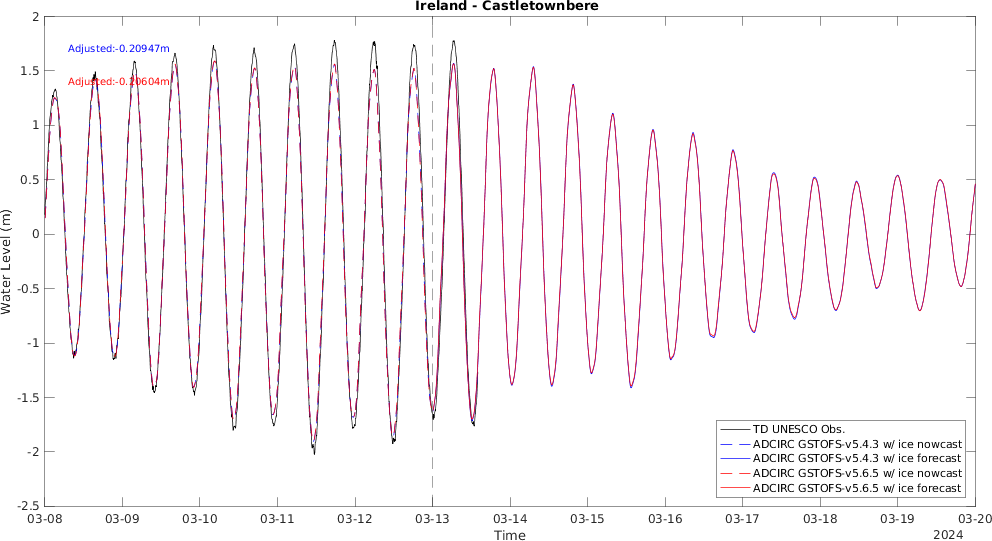 Ireland - Castletownbere
Adjusted:-0.20947m
Adjusted:-0.20604m
Water Level (m)
2
1.5
1
0.5
0
-0.5
-1
-1.5
-2
-2.5
TD UNESCO Obs.
ADCIRC GSTOFS-v5.4.3 w/ ice nowcast
ADCIRC GSTOFS-v5.4.3 w/ ice forecast
ADCIRC GSTOFS-v5.6.5 w/ ice nowcast
ADCIRC GSTOFS-v5.6.5 w/ ice forecast
03-08 03-09 03-10 03-11 03-12 03-13 03-14 03-15 03-16 03-17 03-18 03-19 03-20
Time
2024